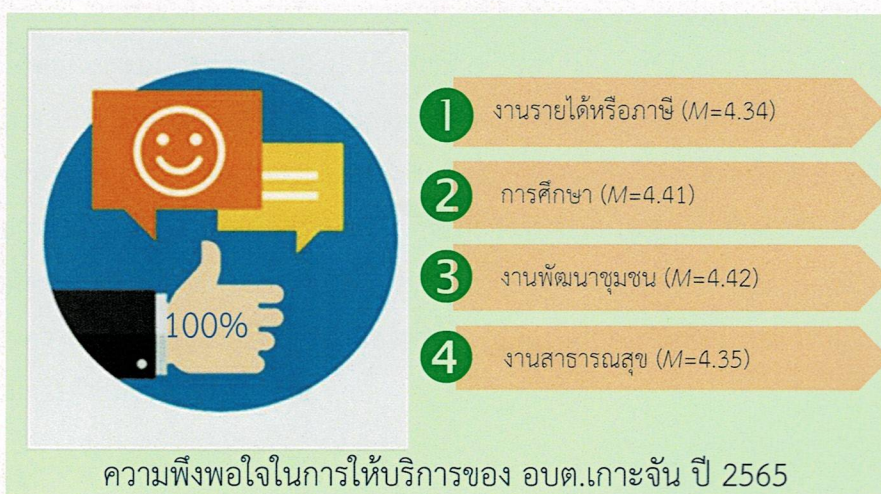 100%
1 งานรายได้หรือภาษี (M=4.34)
2 การศึกษา (M=4.41)
3 งานพัฒนาชุมชน (M=4.42)
4 งานสาธารณสุข (M=4.35)
ความพึงพอใจในการให้บริการของ อบต.เกาะจัน ปี 2565